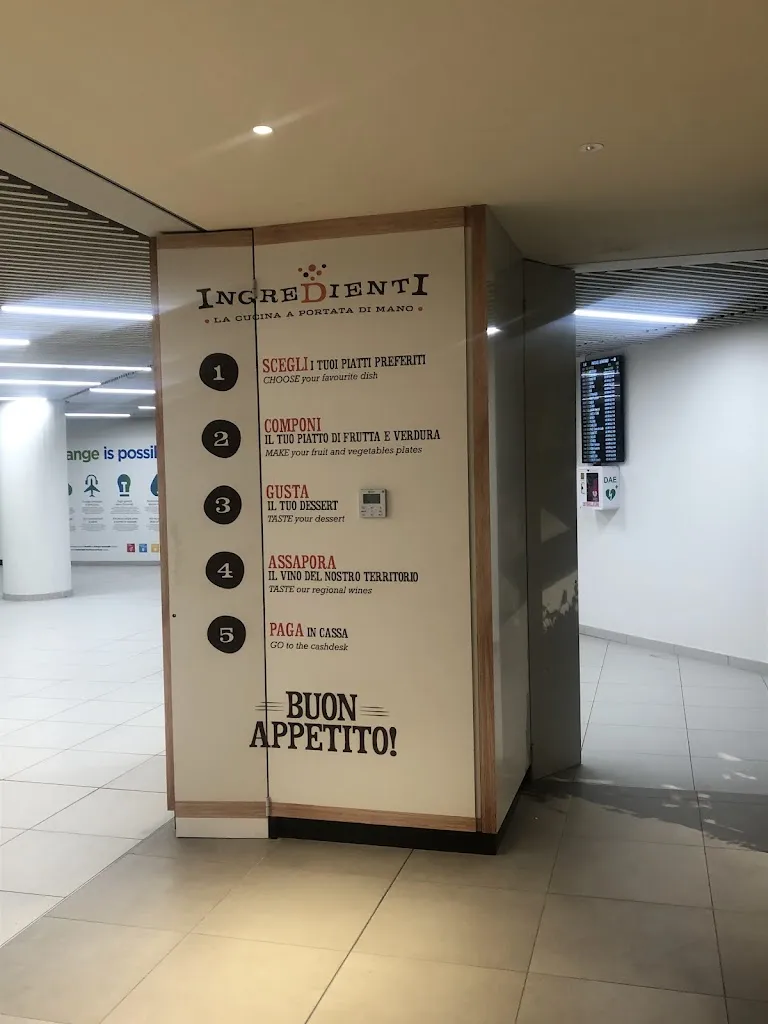 INGREDIENTI
• LA CUCINA A PORTATA DI MANO •
1
SCEGLI I TUOI PIATTI PREFERITI
CHOOSE your favourite dish
2
COMPONI
IL TUO PIATTO DI FRUTTA E VERDURA
MAKE your fruit and vegetables plates
3
GUSTA
IL TUO DESSERT
TASTE your dessert
4
ASSAPORA
IL VINO DEL NOSTRO TERRITORIO
TASTE our regional wines
5
PAGA IN CASSA
GO to the cashdesk
BUON
APPETITO!
ange is possil
DAE